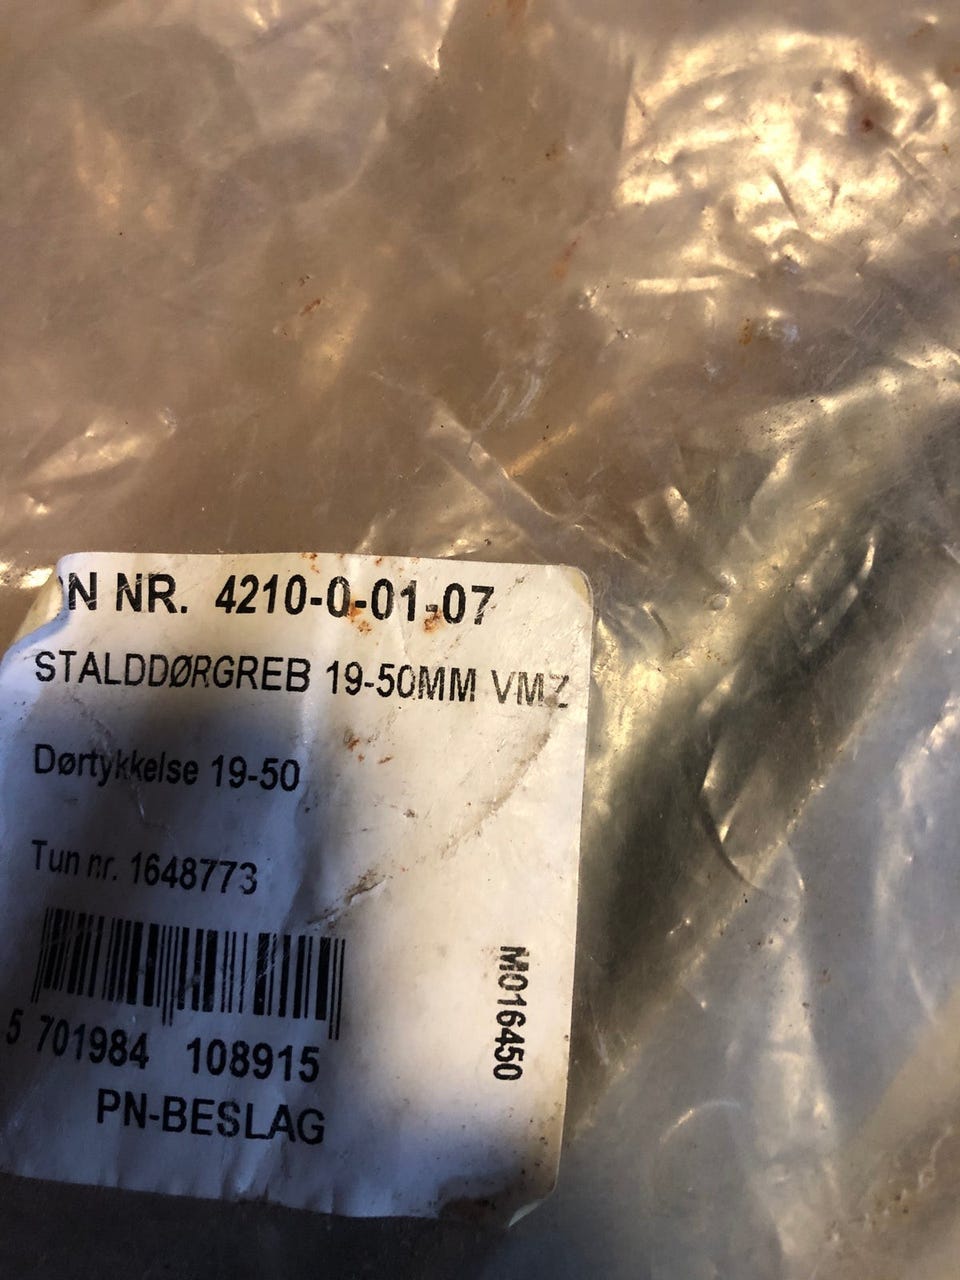 N NR. 4210-0-01-07
STALDDØRGREB 19-50MM VMZ
Dørtykkelse 19-50
Tun nr. 1648773
M016450
5 701984 108915
PN-BESLAG